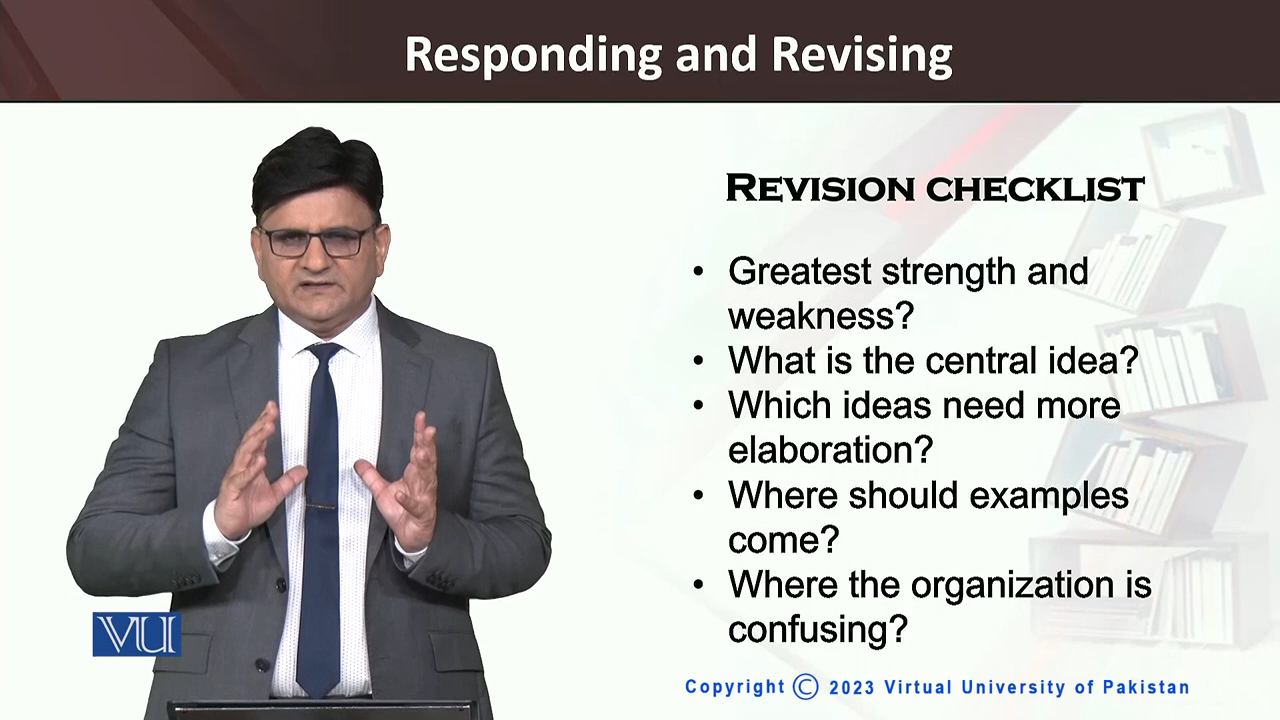 Responding and Revising
REVISION CHECKLIST
• Greatest strength and
weakness?
• What is the central idea?
• Which ideas need more
elaboration?
• Where should examples
come?
• Where the organization is
confusing?
VU
Copyright © 2023 Virtual University of Pakistan